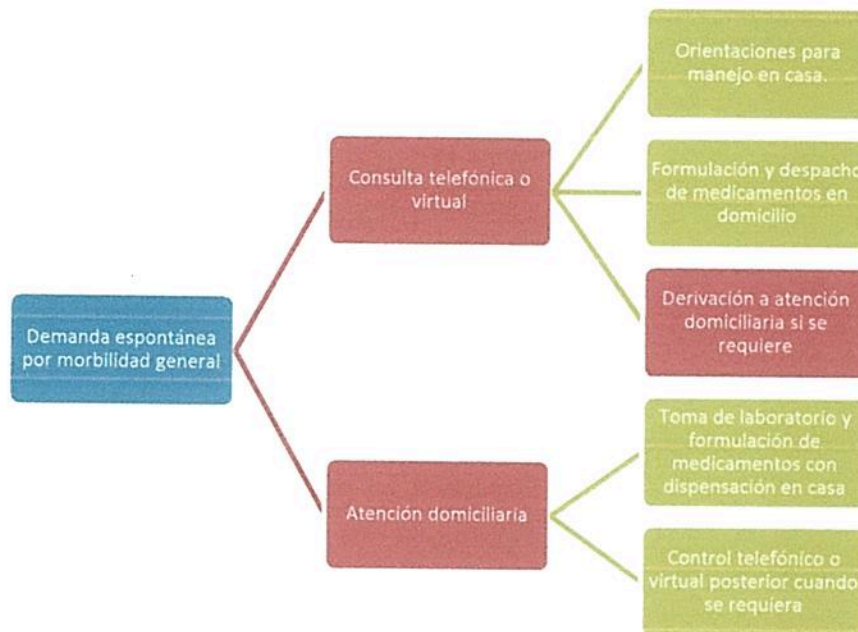 Orientaciones para
manejo en casa.
Consulta telefónica o
virtual
Formulación y despacho
de medicamentos en
domicilio
Derivación a atención
domiciliaria si se
requiere
Demanda espontánea
por morbilidad general
Toma de laboratorio y
formulación de
medicamentos con
dispensación en casa
Atención domiciliaría
Control telefónico o
virtual posterior cuando
se requiera